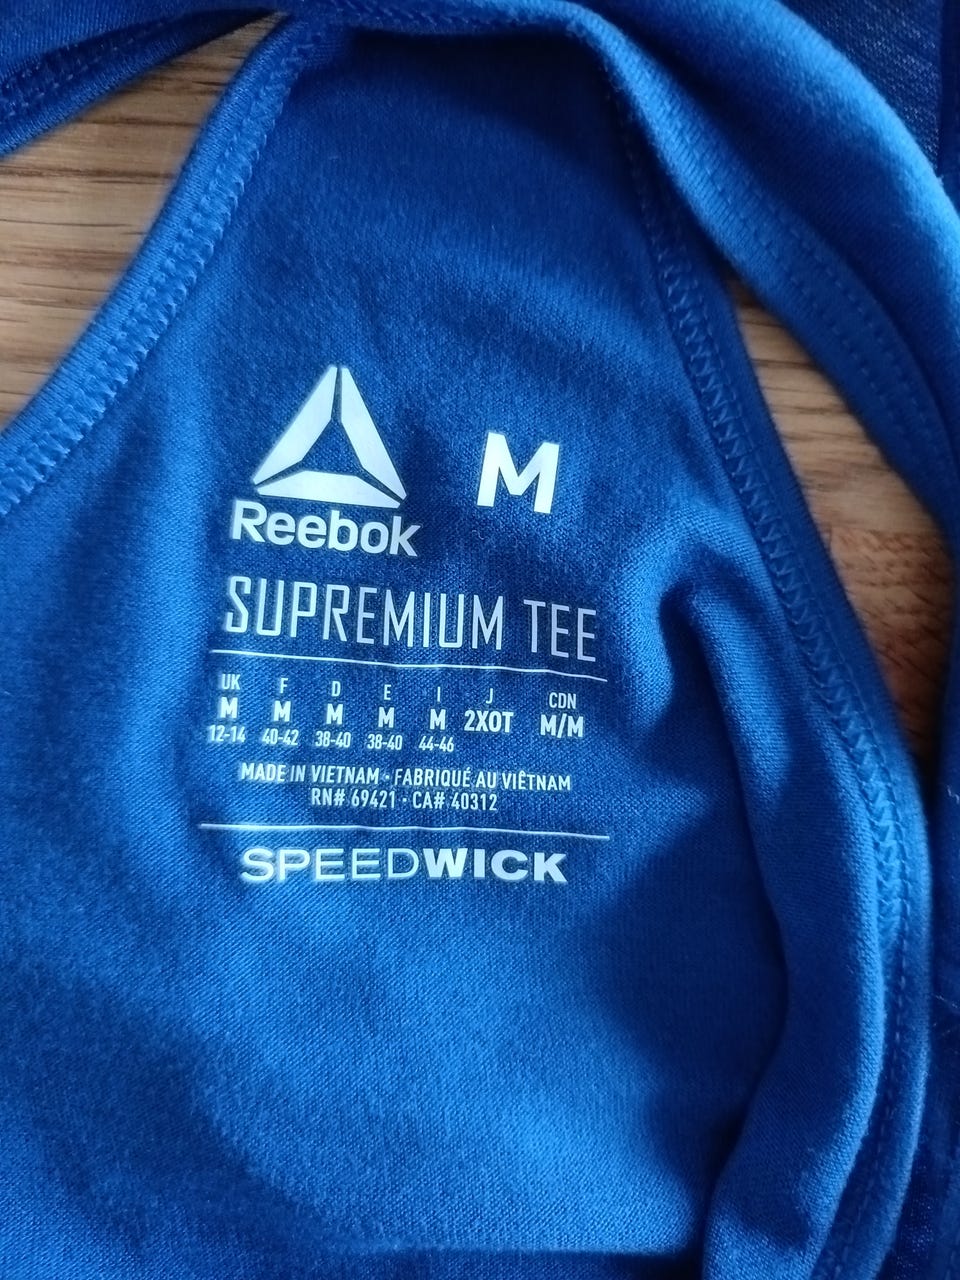 M
Reebok
SUPREMIUM TEE
UK F D E I J CDN
M M M M M 2XOT M/M
12-14 40-42 38-40 38-40 44-46
MADE IN VIETNAM · FABRIQUÉ AU VIÊTNAM
RN# 69421 · CA# 40312
SPEEDWICK